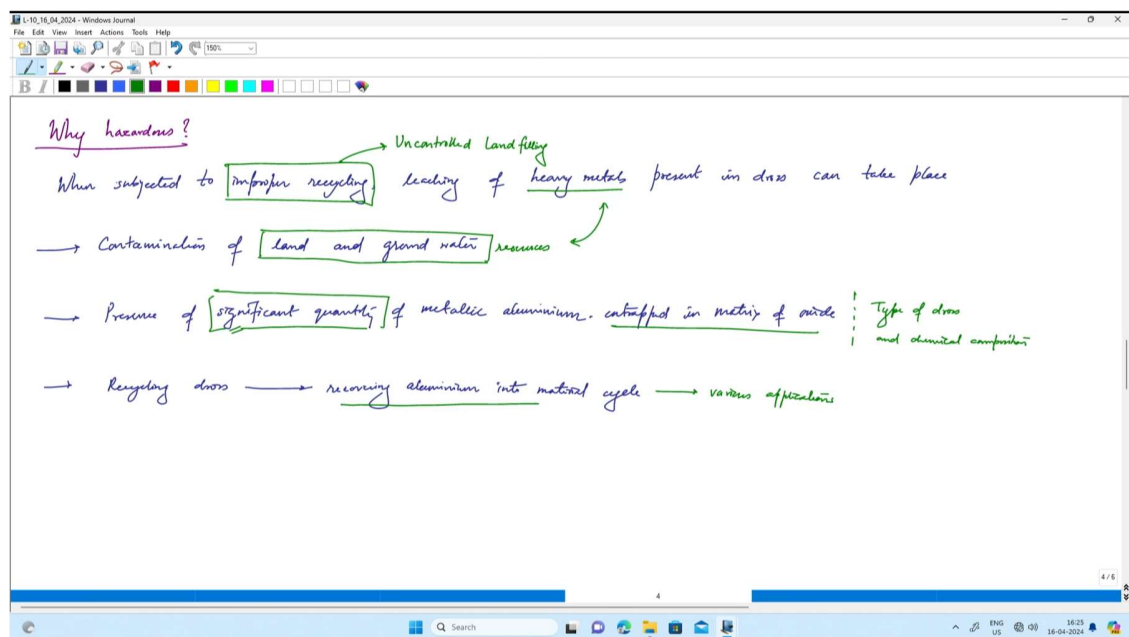 L-10_16_04_2024 - Windows Journal
File Edit View Insert Actions Tools Help
150%
B I
Why hazardous?
Uncontrolled Land filling
When subjected to improper recycling leaching of heavy metals present in dross can take place
→ Contamination of land and ground water resources
→ Presence of significant quantity of metallic aluminium. entrapped in matrix of oxide
Type of dross
and chemical composition
→ Recycling dross → recovering aluminium into material cycle → various applications
4 / 6
4
Search
ENG
US
16:25
16-04-2024